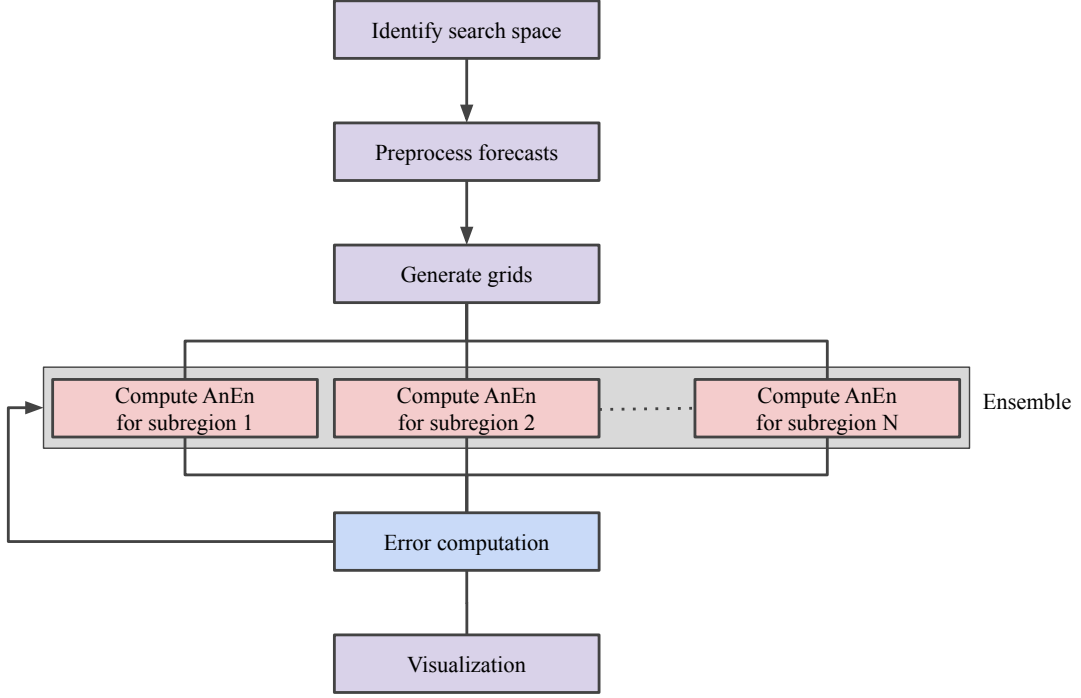 Identify search space
Preprocess forecasts
Generate grids
Compute AnEn
for subregion 1
Compute AnEn
for subregion 2
Compute AnEn
for subregion N
Ensemble
Error computation
Visualization